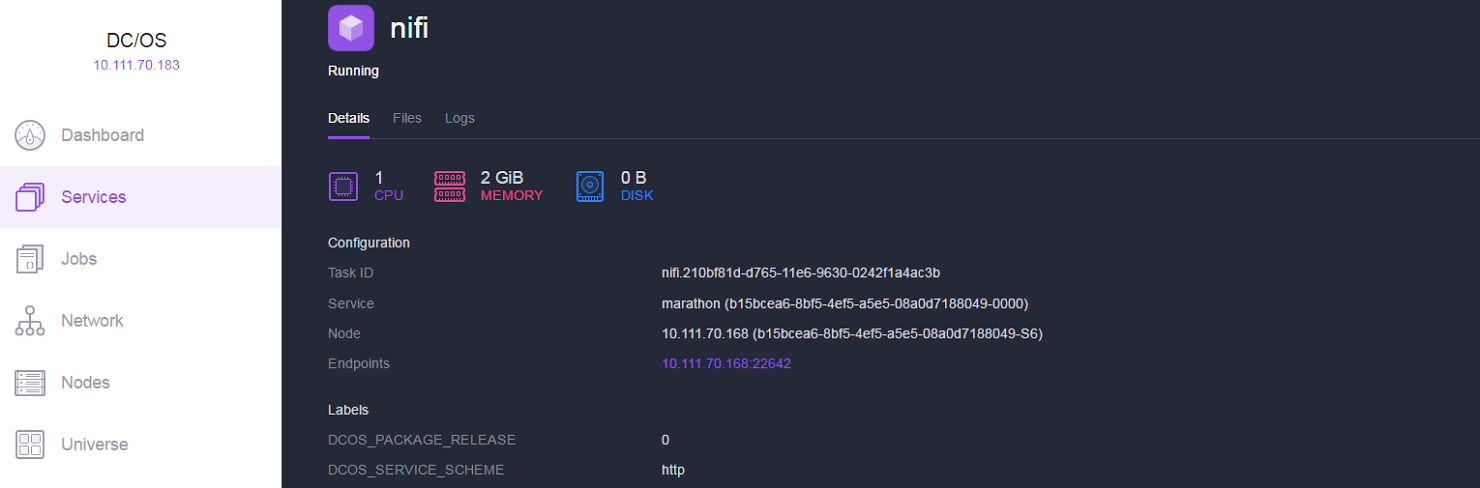 DC/OS
10.111.70.183
Dashboard
Services
Jobs
Network
Nodes
Universe
nifi
Running
Details Files Logs
1 CPU
2 GiB MEMORY
0 B DISK
Configuration
Task ID nifi.210bf81d-d765-11e6-9630-0242f1a4ac3b
Service marathon (b15bcea6-8bf5-4ef5-a5e5-08a0d7188049-0000)
Node 10.111.70.168 (b15bcea6-8bf5-4ef5-a5e5-08a0d7188049-S6)
Endpoints 10.111.70.168:22642
Labels
DCOS_PACKAGE_RELEASE 0
DCOS_SERVICE_SCHEME http